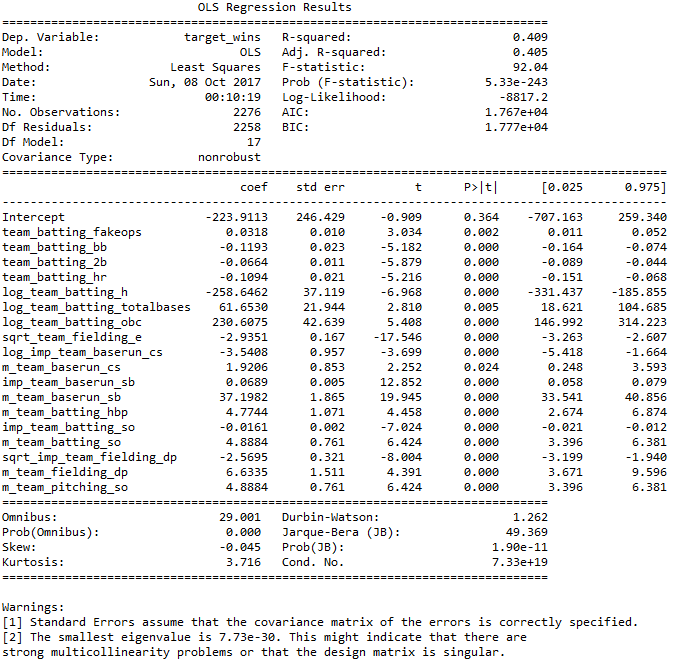 OLS Regression Results
==============================================================================
Dep. Variable:            target_wins   R-squared:                       0.409
Model:                            OLS   Adj. R-squared:                  0.405
Method:                 Least Squares   F-statistic:                     92.04
Date:                Sun, 08 Oct 2017   Prob (F-statistic):          5.33e-243
Time:                        00:10:19   Log-Likelihood:                -8817.2
No. Observations:                2276   AIC:                         1.767e+04
Df Residuals:                    2258   BIC:                         1.777e+04
Df Model:                          17
Covariance Type:            nonrobust
===============================================================================================
                                  coef    std err          t      P>|t|      [0.025      0.975]
-----------------------------------------------------------------------------------------------
Intercept                    -223.9113    246.429     -0.909      0.364    -707.163     259.340
team_batting_fakeops            0.0318      0.010      3.034      0.002       0.011       0.052
team_batting_bb                -0.1193      0.023     -5.182      0.000      -0.164      -0.074
team_batting_2b                -0.0664      0.011     -5.879      0.000      -0.089      -0.044
team_batting_hr                -0.1094      0.021     -5.216      0.000      -0.151      -0.068
log_team_batting_h           -258.6462     37.119     -6.968      0.000    -331.437    -185.855
log_team_batting_totalbases    61.6530     21.944      2.810      0.005      18.621     104.685
log_team_batting_obc          230.6075     42.639      5.408      0.000     146.992     314.223
sqrt_team_fielding_e           -2.9351      0.167    -17.546      0.000      -3.263      -2.607
log_imp_team_baserun_cs        -3.5408      0.957     -3.699      0.000      -5.418      -1.664
m_team_baserun_cs               1.9206      0.853      2.252      0.024       0.248       3.593
imp_team_baserun_sb             0.0689      0.005     12.852      0.000       0.058       0.079
m_team_baserun_sb              37.1982      1.865     19.945      0.000      33.541      40.856
m_team_batting_hbp              4.7744      1.071      4.458      0.000       2.674       6.874
imp_team_batting_so            -0.0161      0.002     -7.024      0.000      -0.021      -0.012
m_team_batting_so               4.8884      0.761      6.424      0.000       3.396       6.381
sqrt_imp_team_fielding_dp      -2.5695      0.321     -8.004      0.000      -3.199      -1.940
m_team_fielding_dp              6.6335      1.511      4.391      0.000       3.671       9.596
m_team_pitching_so              4.8884      0.761      6.424      0.000       3.396       6.381
==============================================================================
Omnibus:                       29.001   Durbin-Watson:                   1.262
Prob(Omnibus):                  0.000   Jarque-Bera (JB):               49.369
Skew:                          -0.045   Prob(JB):                     1.90e-11
Kurtosis:                       3.716   Cond. No.                     7.33e+19
==============================================================================

Warnings:
[1] Standard Errors assume that the covariance matrix of the errors is correctly specified.
[2] The smallest eigenvalue is 7.73e-30. This might indicate that there are
strong multicollinearity problems or that the design matrix is singular.